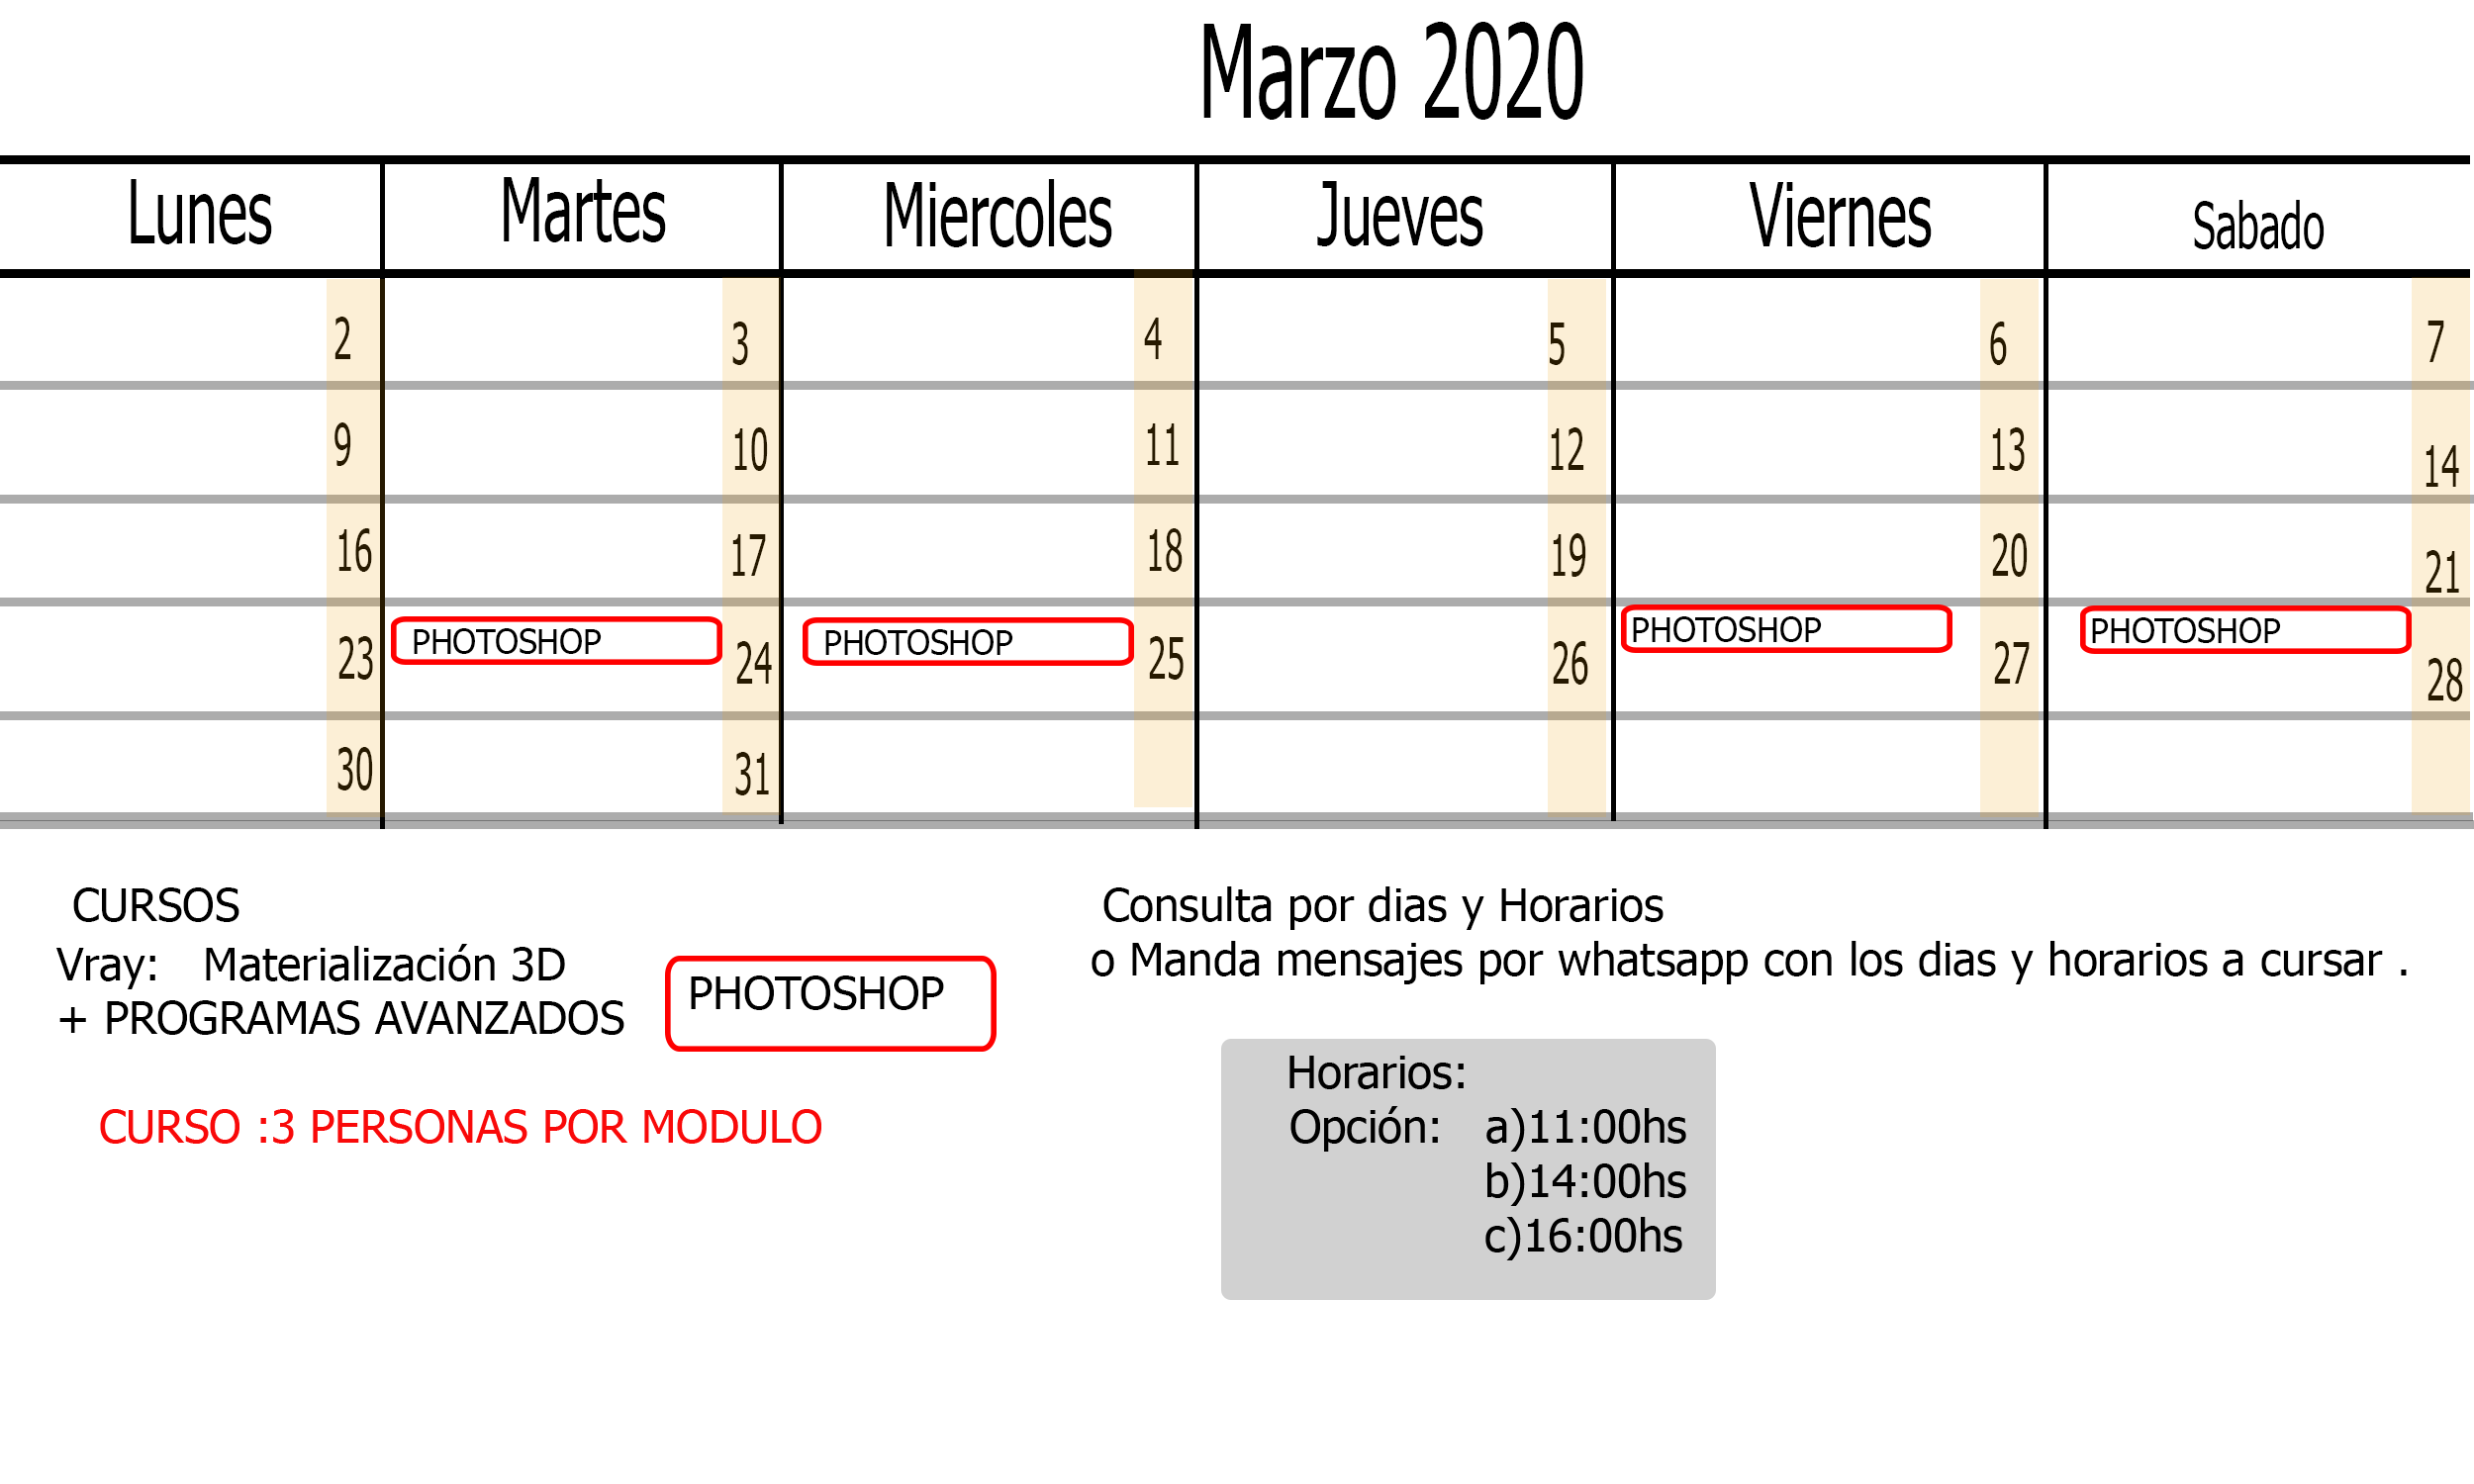 Marzo 2020
Lunes Martes Miercoles Jueves Viernes Sabado
2 3 4 5 6 7
9 10 11 12 13 14
16 17 18 19 20 21
PHOTOSHOP PHOTOSHOP PHOTOSHOP PHOTOSHOP
23 24 25 26 27 28
30 31
CURSOS
Vray: Materialización 3D
+ PROGRAMAS AVANZADOS
PHOTOSHOP
CURSO :3 PERSONAS POR MODULO
Consulta por dias y Horarios
o Manda mensajes por whatsapp con los dias y horarios a cursar .
Horarios:
Opción: a)11:00hs
b)14:00hs
c)16:00hs